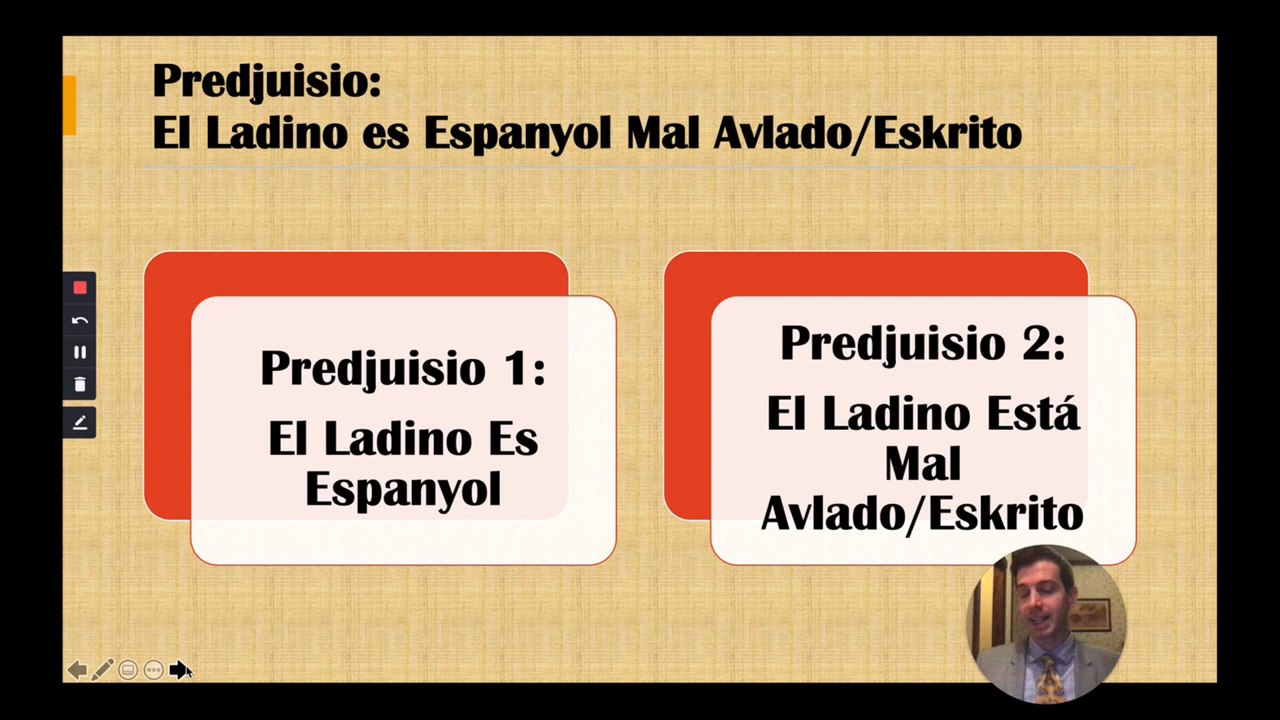 Predjuisio:
El Ladino es Espanyol Mal Avlado/Eskrito
Predjuisio 1:
El Ladino Es
Espanyol
Predjuisio 2:
El Ladino Está
Mal
Avlado/Eskrito